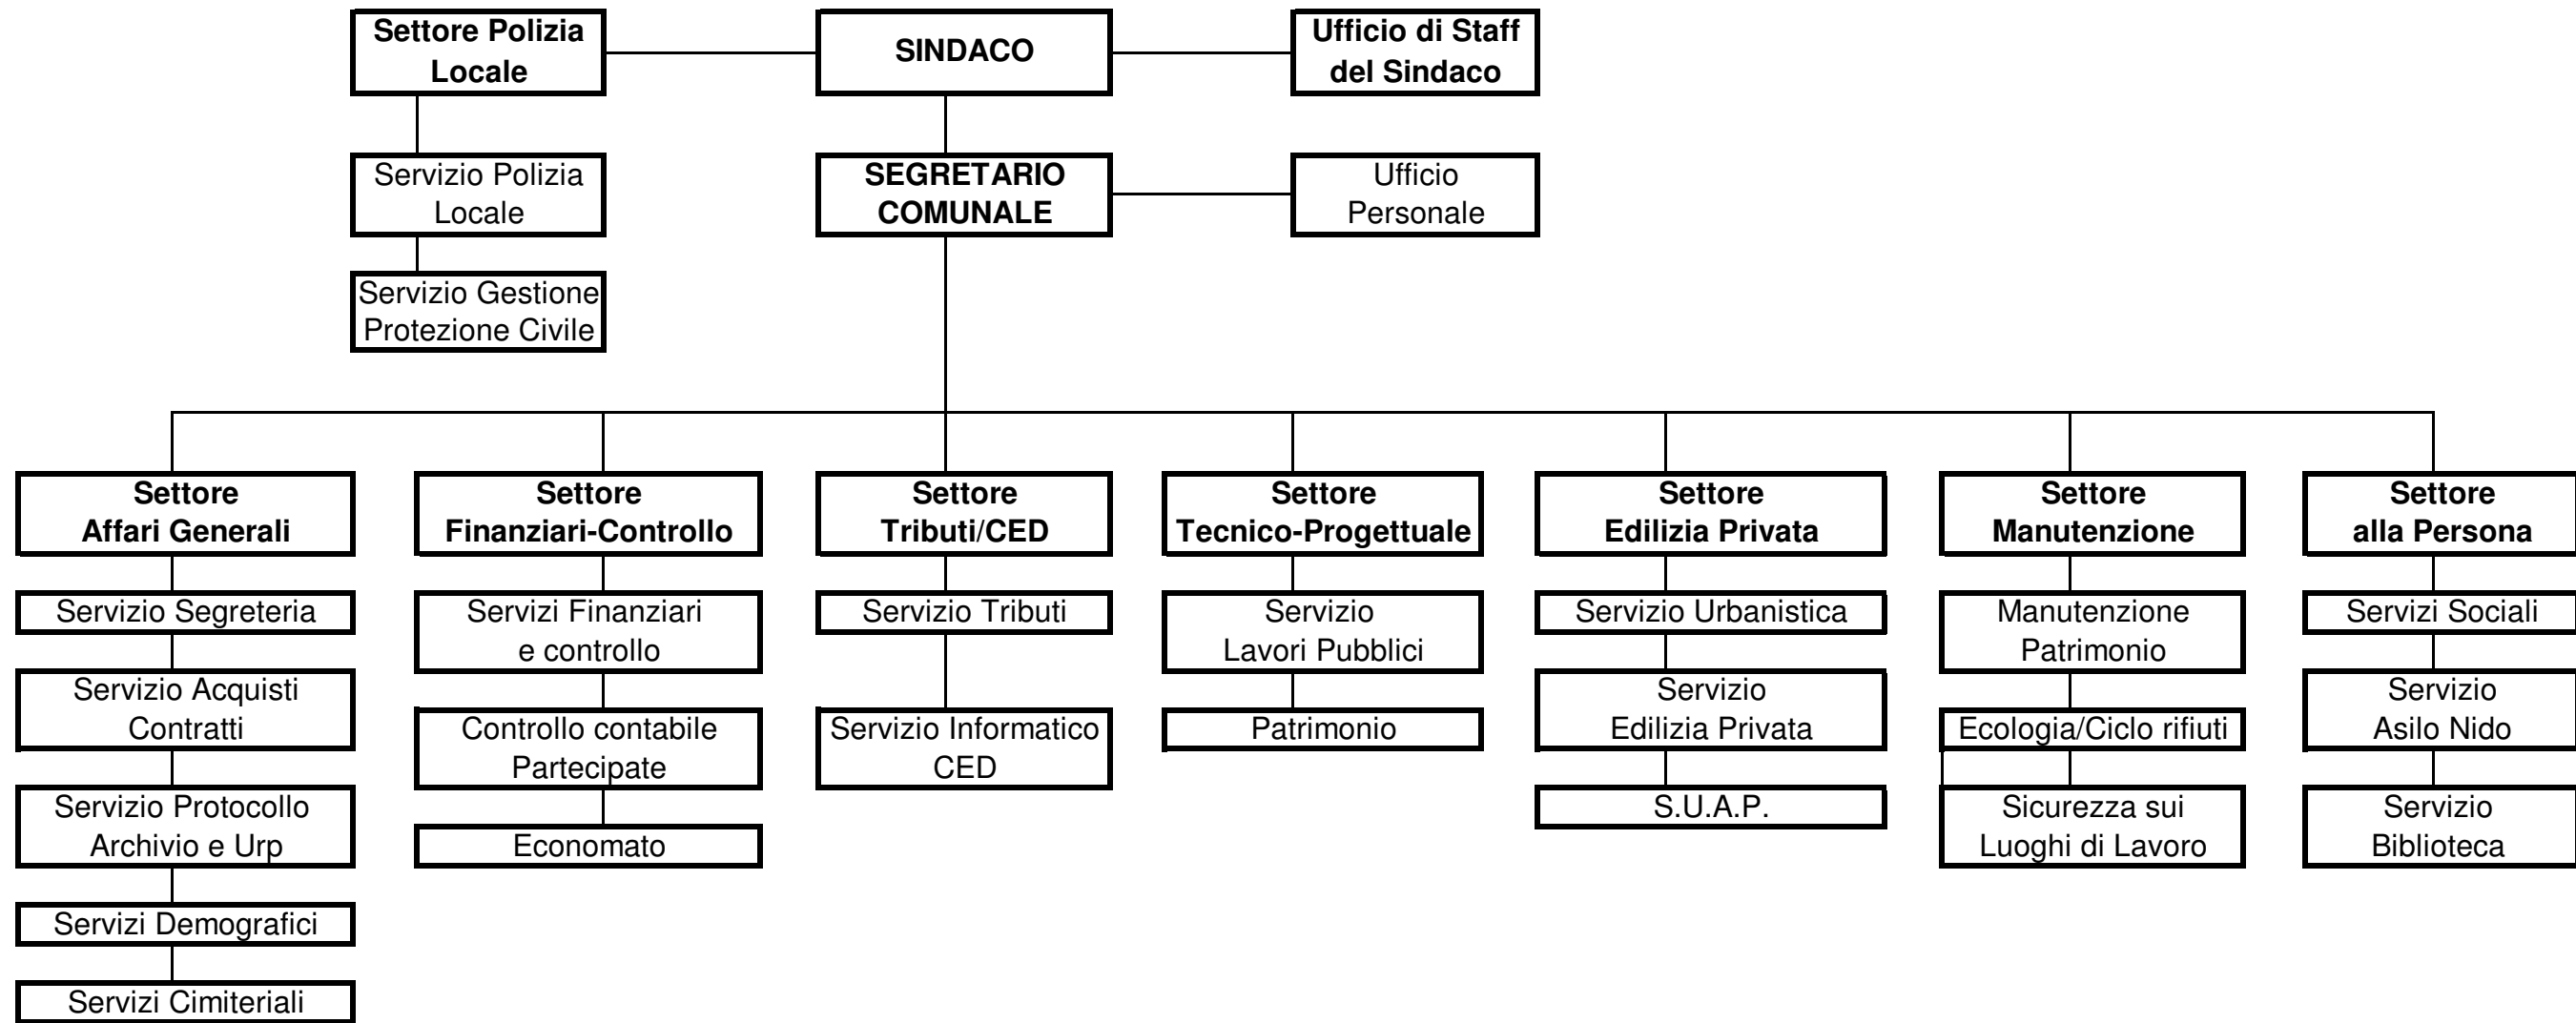 Settore Polizia
Locale
SINDACO
Ufficio di Staff
del Sindaco
Servizio Polizia
Locale
SEGRETARIO
COMUNALE
Ufficio
Personale
Servizio Gestione
Protezione Civile
Settore
Affari Generali
Settore
Finanziari-Controllo
Settore
Tributi/CED
Settore
Tecnico-Progettuale
Settore
Edilizia Privata
Settore
Manutenzione
Settore
alla Persona
Servizio Segreteria
Servizio Acquisti
Contratti
Servizio Protocollo
Archivio e Urp
Servizi Demografici
Servizi Cimiteriali
Servizi Finanziari
e controllo
Controllo contabile
Partecipate
Economato
Servizio Tributi
Servizio Informatico
CED
Servizio
Lavori Pubblici
Patrimonio
Servizio Urbanistica
Servizio
Edilizia Privata
S.U.A.P.
Manutenzione
Patrimonio
Ecologia/Ciclo rifiuti
Sicurezza sui
Luoghi di Lavoro
Servizi Sociali
Servizio
Asilo Nido
Servizio
Biblioteca